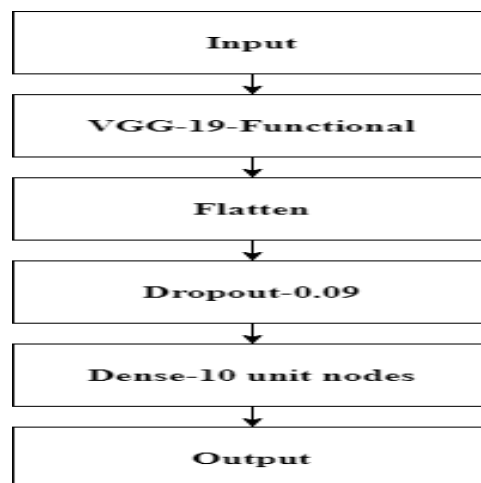 Input
VGG-19-Functional
Flatten
Dropout-0.09
Dense-10 unit nodes
Output